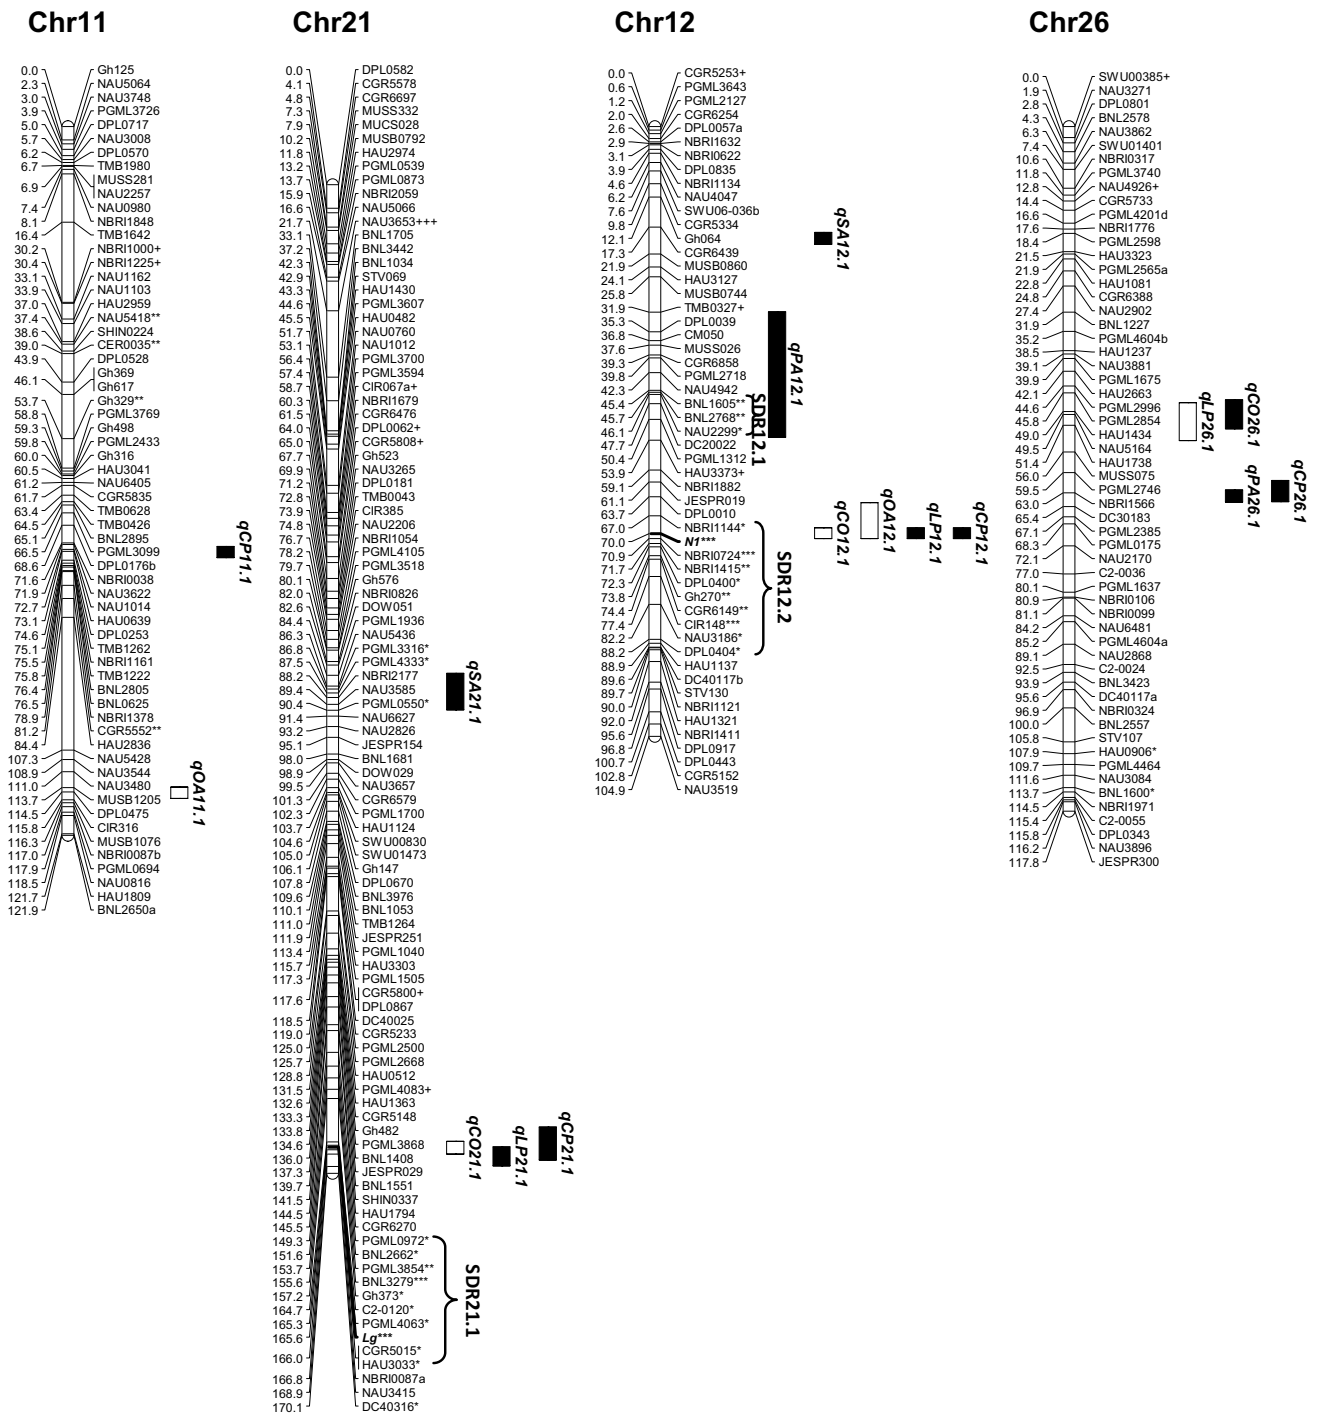 Chr11
0.0 Gh125
2.3 NAU5064
3.0 NAU3748
3.9 PGML3726
5.0 DPL0717
5.7 NAU3008
6.2 DPL0570
6.7 TMB1980
6.9 MUSS281
NAU2257
7.4 NAU0980
8.1 NBRI1848
16.4 TMB1642
30.2 NBRI1000+
30.4 NBRI1225+
33.1 NAU1162
33.9 NAU1103
37.0 HAU2959
37.4 NAU5418**
38.6 SHIN0224
39.0 CER0035**
43.9 DPL0528
46.1 Gh369
Gh617
53.7 Gh329**
58.8 PGML3769
59.3 Gh498
59.8 PGML2433
60.0 Gh316
60.5 HAU3041
61.2 NAU6405
61.7 CGR5835
63.4 TMB0628
64.5 TMB0426
65.1 BNL2895
66.5 PGML3099
68.6 DPL0176b
71.6 NBRI0038
71.9 NAU3622
72.7 NAU1014
73.1 HAU0639
74.6 DPL0253
75.1 TMB1262
75.5 NBRI1161
75.8 TMB1222
76.4 BNL2805
76.5 BNL0625
78.9 NBRI1378
81.2 CGR5552**
84.4 HAU2836
107.3 NAU5428
108.9 NAU3544
111.0 NAU3480
113.7 MUSB1205
114.5 DPL0475
115.8 CIR316
116.3 MUSB1076
117.0 NBRI0087b
117.9 PGML0694
118.5 NAU0816
121.7 HAU1809
121.9 BNL2650a
qCP11.1
qOA11.1
Chr21
0.0 DPL0582
4.1 CGR5578
4.8 CGR6697
7.3 MUSS332
7.9 MUCS028
10.2 MUSB0792
11.8 HAU2974
13.2 PGML0539
13.7 PGML0873
15.9 NBRI2059
16.6 NAU5066
21.7 NAU3653+++
33.1 BNL1705
37.2 BNL3442
42.3 BNL1034
42.9 STV069
43.3 HAU1430
44.6 PGML3607
45.5 HAU0482
51.7 NAU0760
53.1 NAU1012
56.4 PGML3700
57.4 PGML3594
58.7 CIR067a+
60.3 NBRI1679
61.5 CGR6476
64.0 DPL0062+
65.0 CGR5808+
67.7 Gh523
69.9 NAU3265
71.2 DPL0181
72.8 TMB0043
73.9 CIR385
74.8 NAU2206
76.7 NBRI1054
78.2 PGML4105
79.7 PGML3518
80.1 Gh576
82.0 NBRI0826
82.6 DOW051
84.4 PGML1936
86.3 NAU5436
86.8 PGML3316*
87.5 PGML4333*
88.2 NBRI2177
89.4 NAU3585
90.4 PGML0550*
91.4 NAU6627
93.2 NAU2826
95.1 JESPR154
98.0 BNL1681
98.9 DOW029
99.5 NAU3657
101.3 CGR6579
102.3 PGML1700
103.7 HAU1124
104.6 SWU00830
105.0 SWU01473
106.1 Gh147
107.8 DPL0670
109.6 BNL3976
110.1 BNL1053
111.0 TMB1264
111.9 JESPR251
113.4 PGML1040
115.7 HAU3303
117.3 PGML1505
117.6 CGR5800+
DPL0867
118.5 DC40025
119.0 CGR5233
125.0 PGML2500
125.7 PGML2668
128.8 HAU0512
131.5 PGML4083+
132.6 HAU1363
133.3 CGR5148
133.8 Gh482
134.6 PGML3868
136.0 BNL1408
137.3 JESPR029
139.7 BNL1551
141.5 SHIN0337
144.5 HAU1794
145.5 CGR6270
149.3 PGML0972*
151.6 BNL2662*
153.7 PGML3854**
155.6 BNL3279***
157.2 Gh373*
164.7 C2-0120*
165.3 PGML4063*
165.6 Lg***
166.0 CGR5015*
HAU3033*
166.8 NBRI0087a
168.9 NAU3415
170.1 DC40316*
qSA21.1
qCO21.1
qLP21.1
qCP21.1
SDR21.1
Chr12
0.0 CGR5253+
0.6 PGML3643
1.2 PGML2127
2.0 CGR6254
2.6 DPL0057a
2.9 NBRI1632
3.1 NBRI0622
3.9 DPL0835
4.6 NBRI1134
6.2 NAU4047
7.6 SWU06-036b
9.8 CGR5334
12.1 Gh064
17.3 CGR6439
21.9 MUSB0860
24.1 HAU3127
25.8 MUSB0744
31.9 TMB0327+
35.3 DPL0039
36.8 CM050
37.6 MUSS026
39.3 CGR6858
39.8 PGML2718
42.3 NAU4942
45.4 BNL1605**
45.7 BNL2768**
46.1 NAU2299*
47.7 DC20022
50.4 PGML1312
53.9 HAU3373+
59.1 NBRI1882
61.1 JESPR019
63.7 DPL0010
67.0 NBRI1144*
70.0 N1***
70.9 NBRI0724***
71.7 NBRI1415**
72.3 DPL0400*
73.8 Gh270**
74.4 CGR6149**
77.4 CIR148***
82.2 NAU3186*
88.2 DPL0404*
88.9 HAU1137
89.6 DC40117b
89.7 STV130
90.0 NBRI1121
92.0 HAU1321
95.6 NBRI1411
96.8 DPL0917
100.7 DPL0443
102.8 CGR5152
104.9 NAU3519
qSA12.1
qPA12.1
SDR12.1
qCO12.1
qOA12.1
qLP12.1
qCP12.1
SDR12.2
Chr26
0.0 SWU00385+
1.9 NAU3271
2.8 DPL0801
4.3 BNL2578
6.3 NAU3862
7.4 SWU01401
10.6 NBRI0317
11.8 PGML3740
12.8 NAU4926+
14.4 CGR5733
16.6 PGML4201d
17.6 NBRI1776
18.4 PGML2598
21.5 HAU3323
21.9 PGML2565a
22.8 HAU1081
24.8 CGR6388
27.4 NAU2902
31.9 BNL1227
35.2 PGML4604b
38.5 HAU1237
39.1 NAU3881
39.9 PGML1675
42.1 HAU2663
44.6 PGML2996
45.8 PGML2854
49.0 HAU1434
49.5 NAU5164
51.4 HAU1738
56.0 MUSS075
59.5 PGML2746
63.0 NBRI1566
65.4 DC30183
67.1 PGML2385
68.3 PGML0175
72.1 NAU2170
77.0 C2-0036
80.1 PGML1637
80.9 NBRI0106
81.1 NBRI0099
84.2 NAU6481
85.2 PGML4604a
89.1 NAU2868
92.5 C2-0024
93.9 BNL3423
95.6 DC40117a
96.9 NBRI0324
100.0 BNL2557
105.8 STV107
107.9 HAU0906*
109.7 PGML4464
111.6 NAU3084
113.7 BNL1600*
114.5 NBRI1971
115.4 C2-0055
115.8 DPL0343
116.2 NAU3896
117.8 JESPR300
qLP26.1
qCO26.1
qPA26.1
qCP26.1